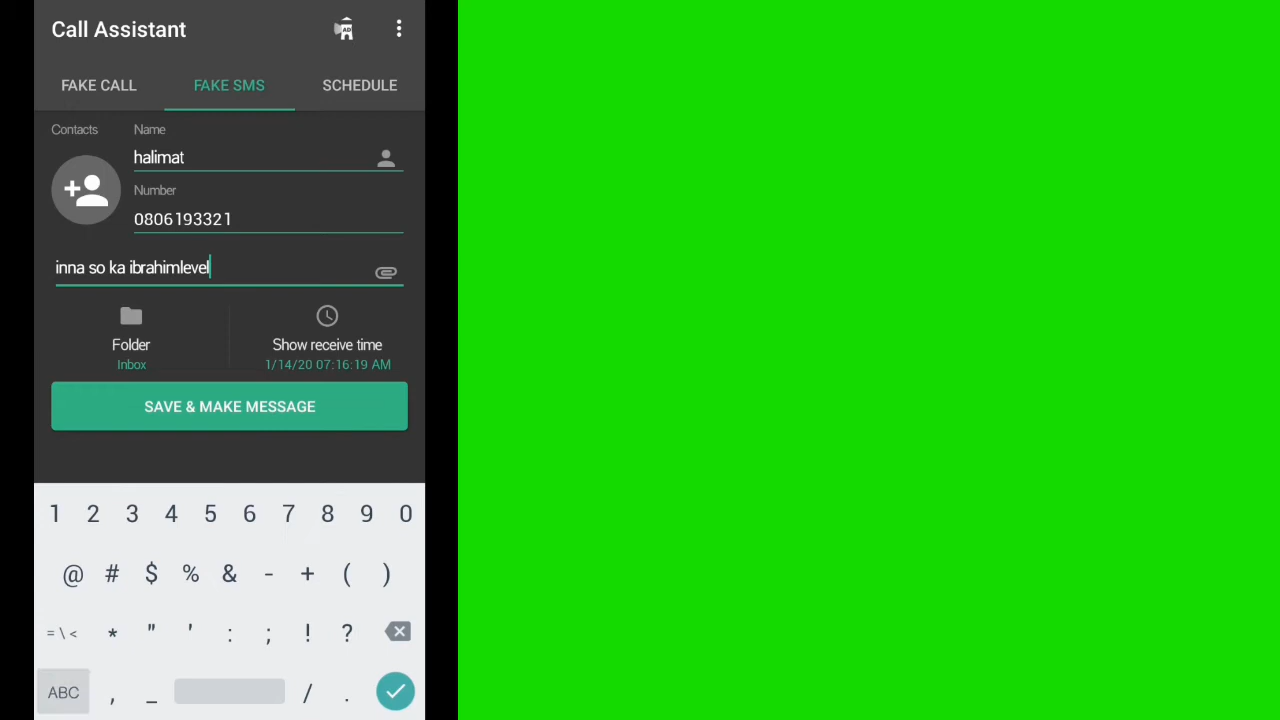 Call Assistant
AD
FAKE CALL FAKE SMS SCHEDULE
Contacts Name
halimat
Number
0806193321
inna so ka ibrahimlevel
Folder Show receive time
Inbox 1/14/20 07:16:19 AM
SAVE & MAKE MESSAGE
1 2 3 4 5 6 7 8 9 0
@ # $ % & - + ( )
= \ < * " ' : ; ! ?
ABC , _ / .